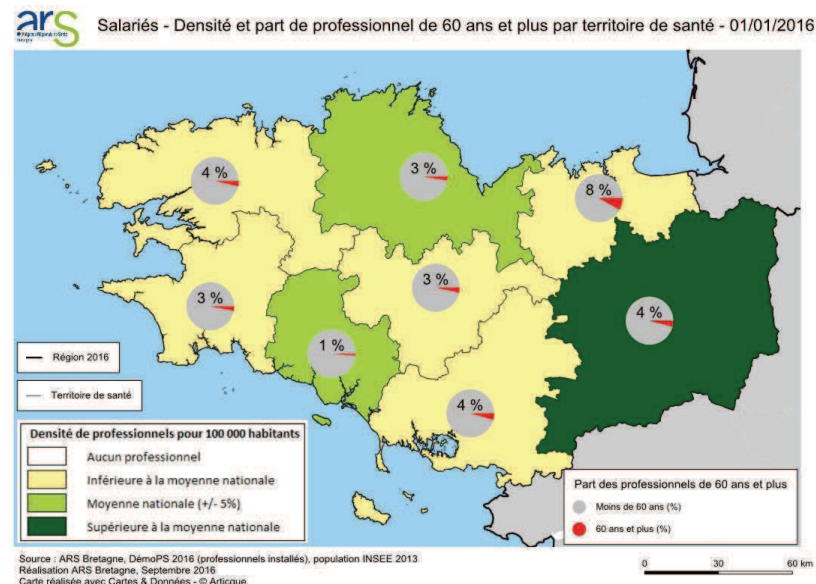 ars
Salariés - Densité et part de professionnel de 60 ans et plus par territoire de santé - 01/01/2016
4 %
3 %
8 %
3 %
3 %
4 %
1 %
4 %
Région 2016
Territoire de santé
Densité de professionnels pour 100 000 habitants
Aucun professionnel
Inférieure à la moyenne nationale
Moyenne nationale (+/- 5%)
Supérieure à la moyenne nationale
Part des professionnels de 60 ans et plus
Moins de 60 ans (%)
60 ans et plus (%)
Source : ARS Bretagne, DémoPS 2016 (professionnels installés), population INSEE 2013
Réalisation ARS Bretagne, Septembre 2016
Carte réalisée avec Cartes & Données - © Articque
0 30 60 km